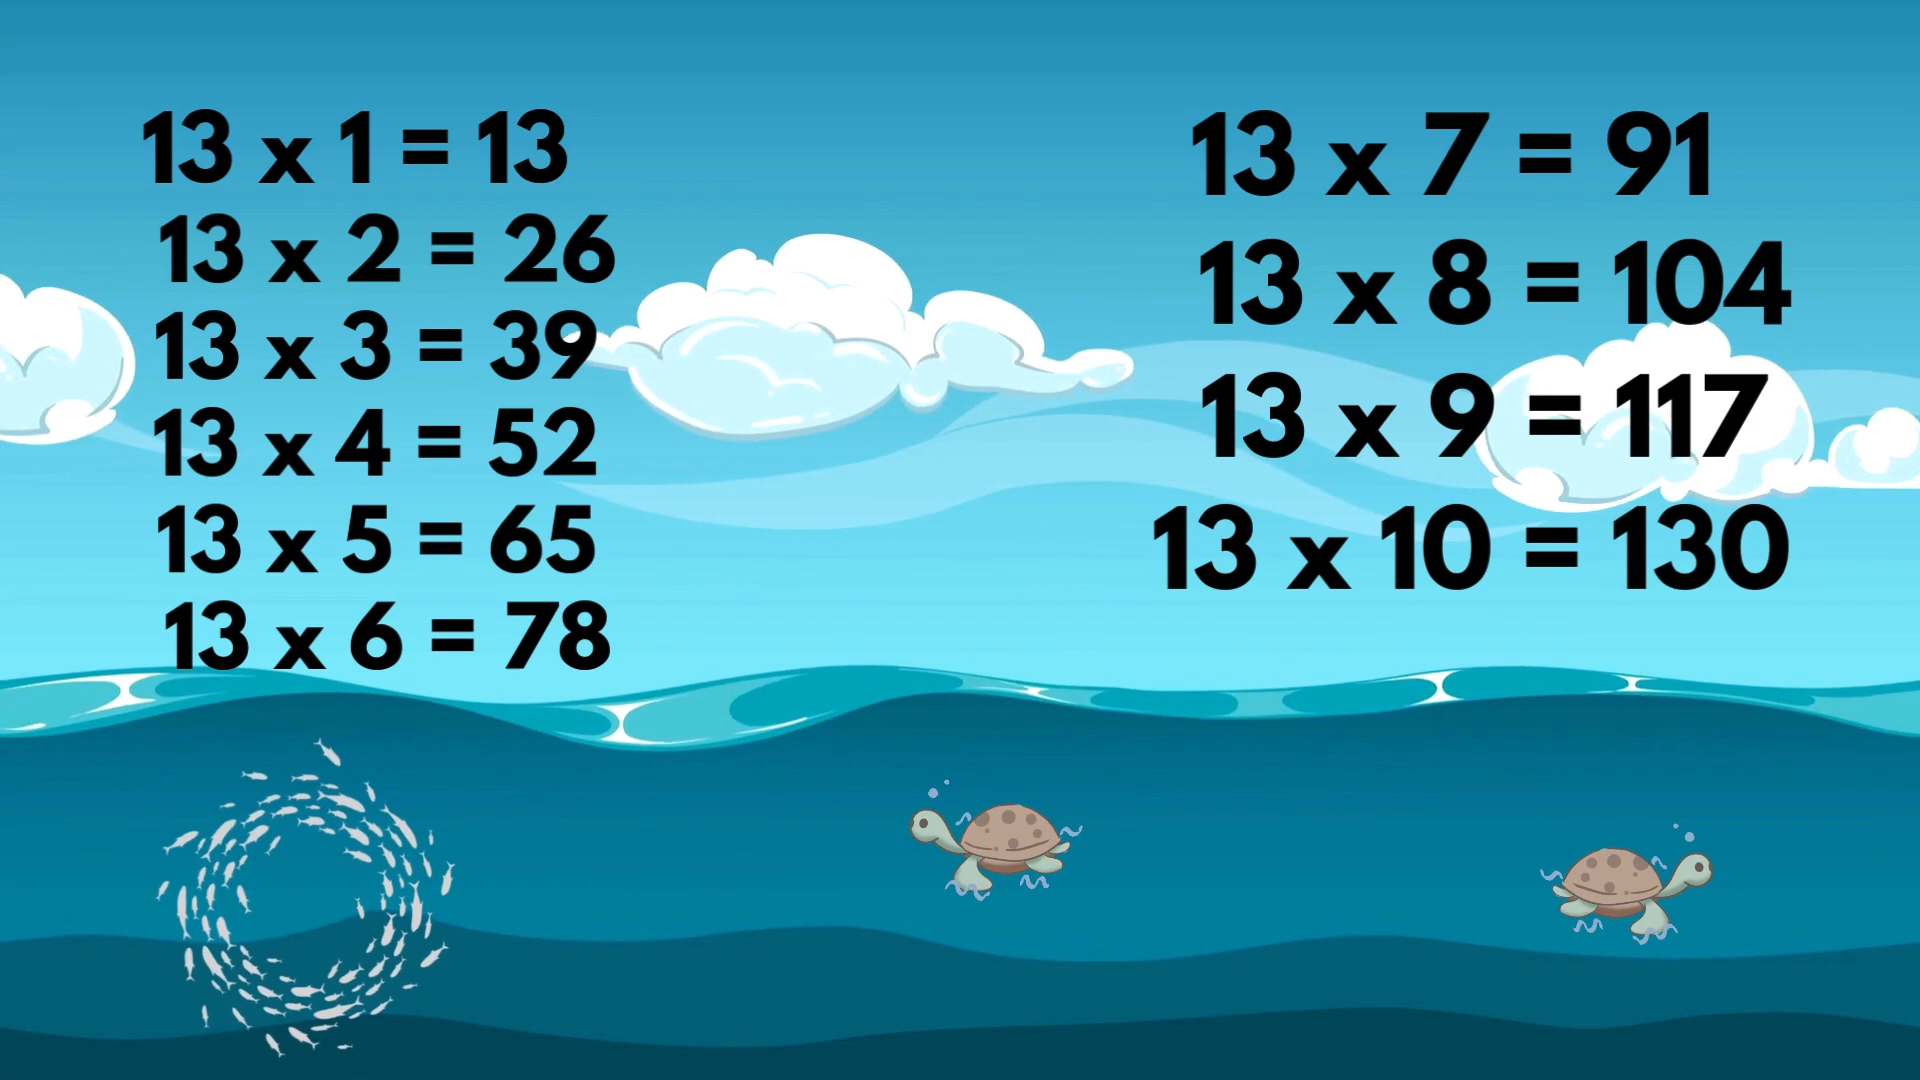 13 x 1 = 13
13 x 2 = 26
13 x 3 = 39
13 x 4 = 52
13 x 5 = 65
13 x 6 = 78
13 x 7 = 91
13 x 8 = 104
13 x 9 = 117
13 x 10 = 130